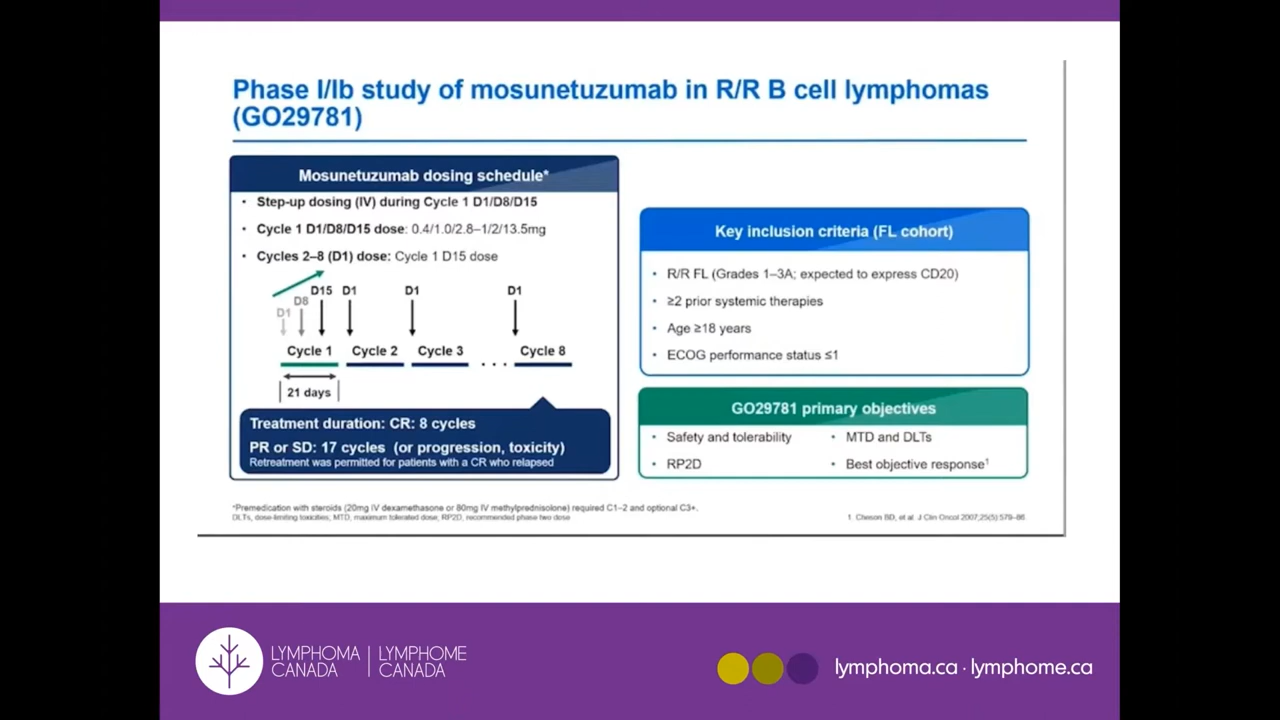 Phase I/Ib study of mosunetuzumab in R/R B cell lymphomas
(GO29781)
Mosunetuzumab dosing schedule*
• Step-up dosing (IV) during Cycle 1 D1/D8/D15
• Cycle 1 D1/D8/D15 dose: 0.4/1.0/2.8–1/2/13.5mg
• Cycles 2–8 (D1) dose: Cycle 1 D15 dose
D1 D8 D15 D1 D1 D1
Cycle 1 Cycle 2 Cycle 3 . . . Cycle 8
21 days
Treatment duration: CR: 8 cycles
PR or SD: 17 cycles (or progression, toxicity)
Retreatment was permitted for patients with a CR who relapsed
Key inclusion criteria (FL cohort)
• R/R FL (Grades 1–3A; expected to express CD20)
• ≥2 prior systemic therapies
• Age ≥18 years
• ECOG performance status ≤1
GO29781 primary objectives
• Safety and tolerability
• RP2D
• MTD and DLTs
• Best objective response†
*Premedication with steroids (20mg IV dexamethasone or 80mg IV methylprednisolone) required C1–2 and optional C3+.
DLTs, dose-limiting toxicities; MTD, maximum tolerated dose; RP2D, recommended phase two dose
1. Cheson BD, et al. J Clin Oncol 2007;25(5):579–86
LYMPHOMA CANADA
LYMPHOME CANADA
lymphoma.ca · lymphome.ca